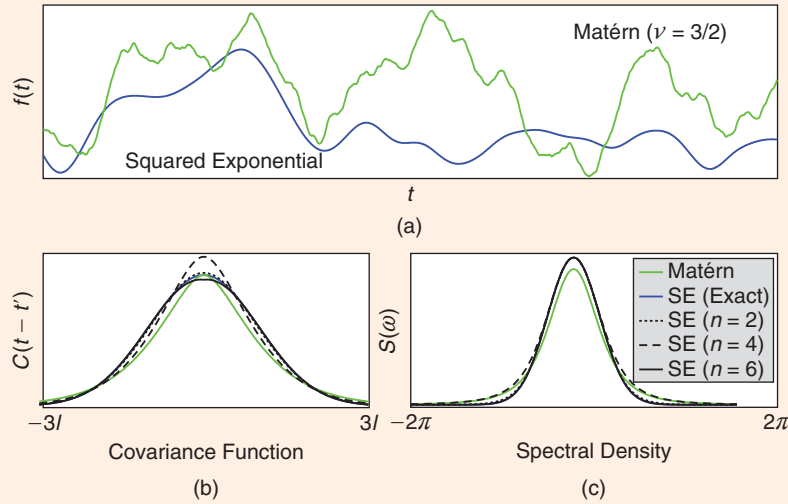 Matérn (ν = 3/2)
f(t)
Squared Exponential
t
(a)
C(t − t′)
−3l
3l
Covariance Function
(b)
S(ω)
Matérn
SE (Exact)
SE (n = 2)
SE (n = 4)
SE (n = 6)
−2π
2π
Spectral Density
(c)